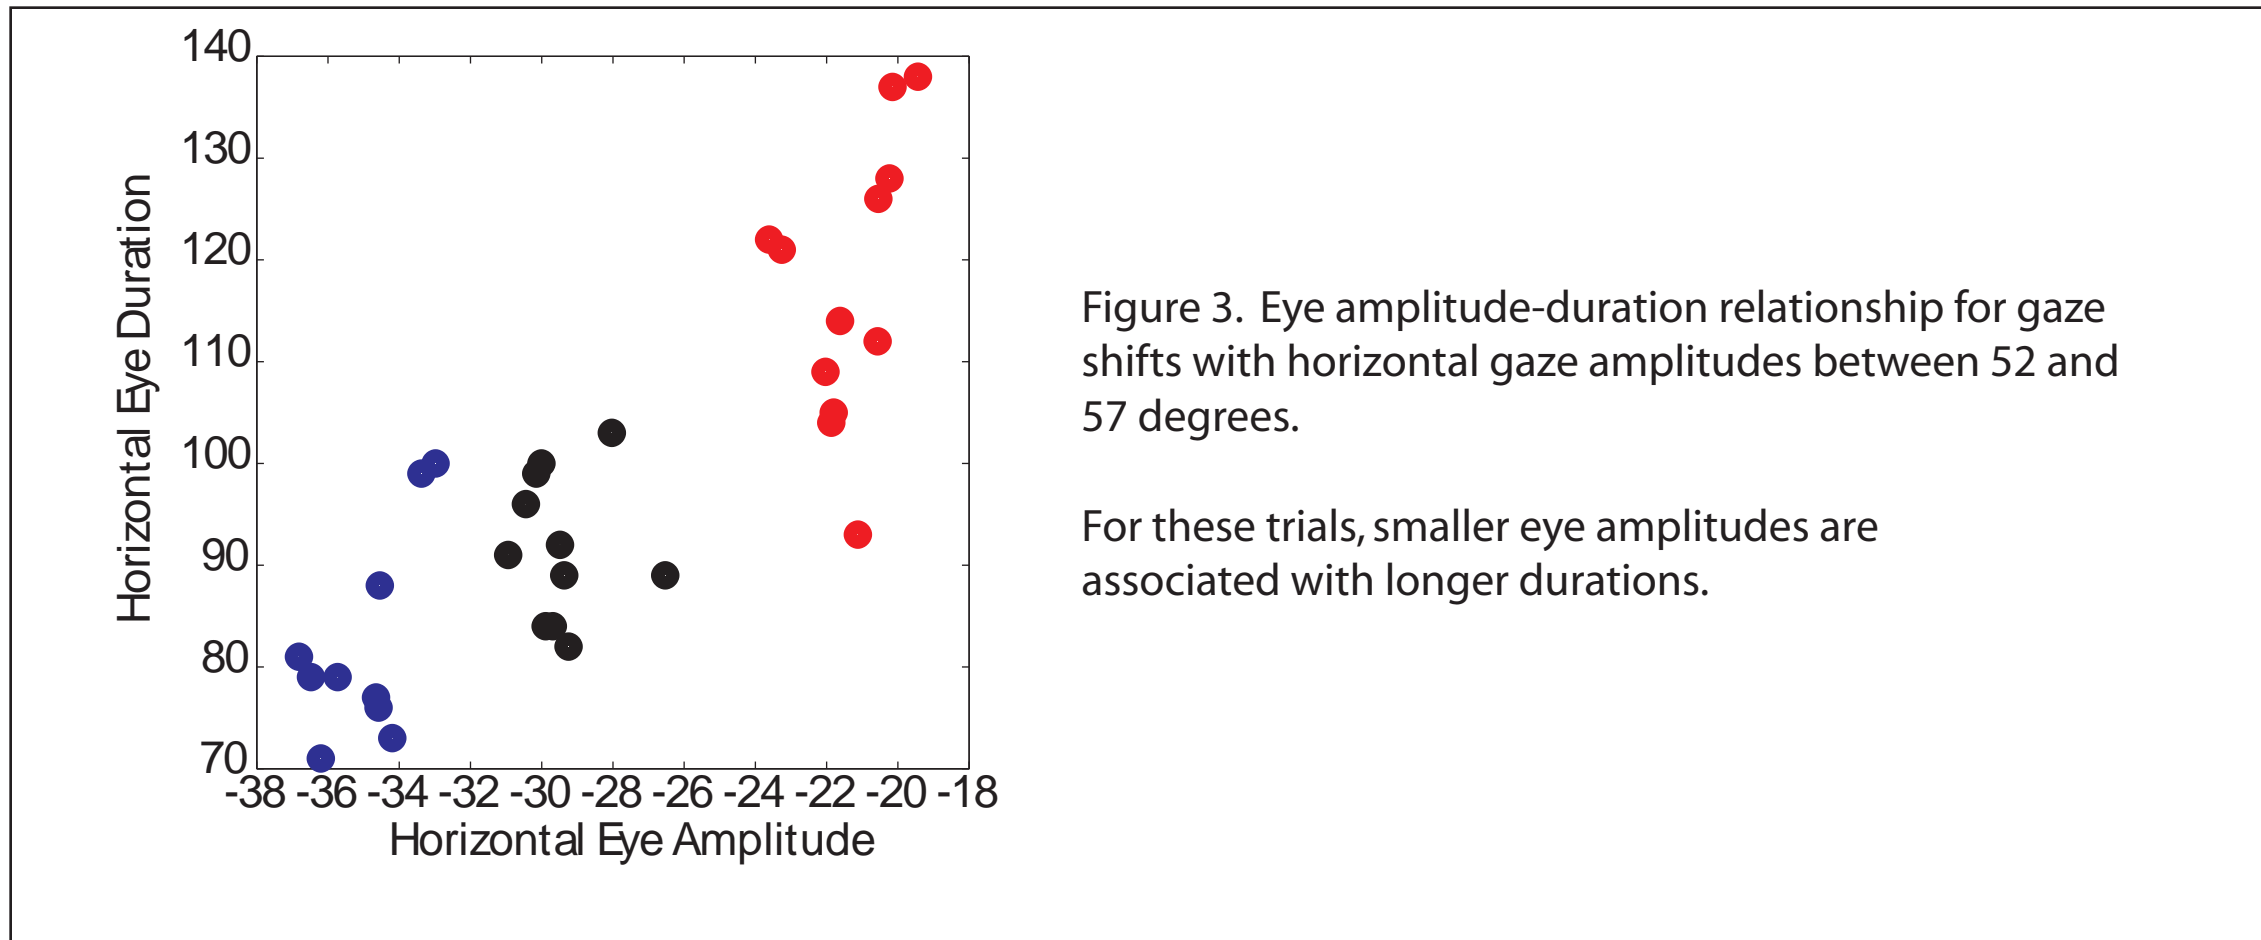 140
130
120
110
100
90
80
70
-38 -36 -34 -32 -30 -28 -26 -24 -22 -20 -18
Horizontal Eye Duration
Horizontal Eye Amplitude
Figure 3. Eye amplitude-duration relationship for gaze
shifts with horizontal gaze amplitudes between 52 and
57 degrees.
For these trials, smaller eye amplitudes are
associated with longer durations.